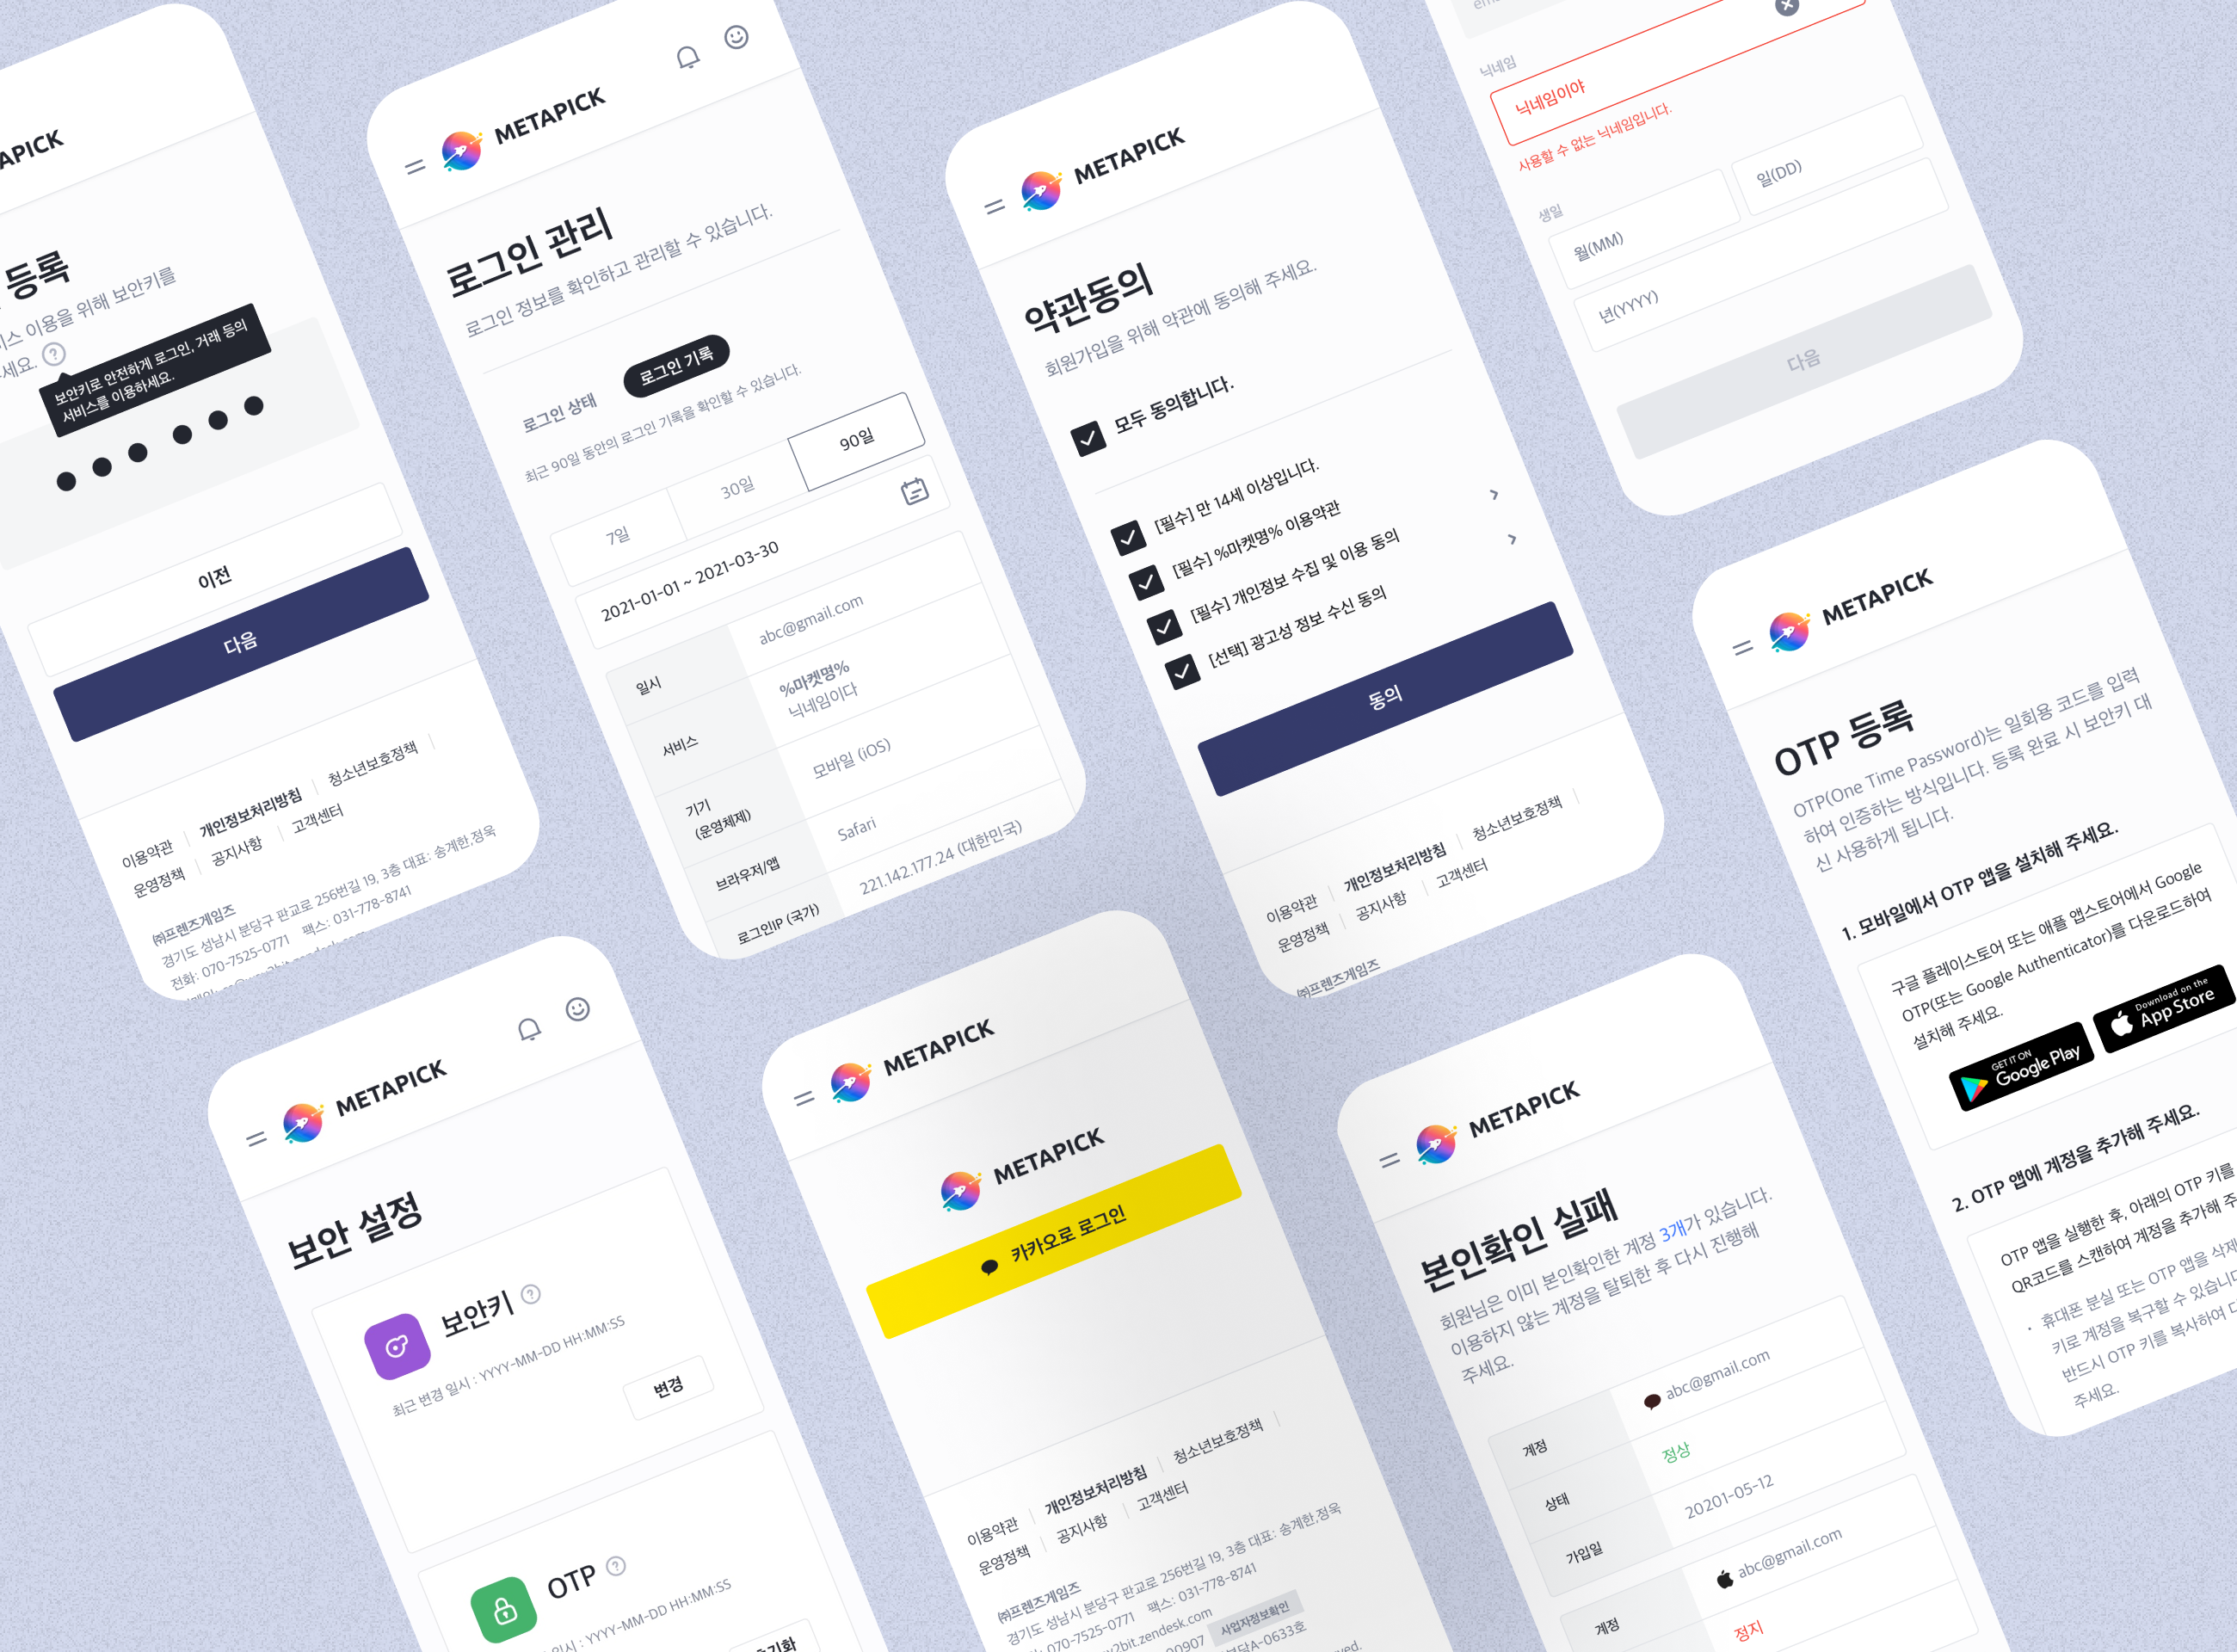 등록
이용을 위해 보안키를
세요.
보안키로 안전하게 로그인, 거래 등의
서비스를 이용하세요.
이전
다음
이용약관 개인정보처리방침 청소년보호정책
운영정책 공지사항 고객센터
㈜프렌즈게임즈
경기도 성남시 분당구 판교로 256번길 19, 3층 대표: 송계한,정욱
전화: 070-7525-0771 팩스: 031-778-8741
METAPICK
로그인 관리
로그인 정보를 확인하고 관리할 수 있습니다.
로그인 상태 로그인 기록
최근 90일 동안의 로그인 기록을 확인할 수 있습니다.
7일 30일 90일
2021-01-01 ~ 2021-03-30
일시 abc@gmail.com
서비스 %마켓명%
닉네임이다
기기
(운영체제) 모바일 (iOS)
브라우저/앱 Safari
로그인IP (국가) 221.142.177.24 (대한민국)
METAPICK
약관동의
회원가입을 위해 약관에 동의해 주세요.
모두 동의합니다.
[필수] 만 14세 이상입니다.
[필수] %마켓명% 이용약관
[필수] 개인정보 수집 및 이용 동의
[선택] 광고성 정보 수신 동의
동의
이용약관 개인정보처리방침 청소년보호정책
운영정책 공지사항 고객센터
㈜프렌즈게임즈
닉네임
닉네임이야
사용할 수 없는 닉네임입니다.
생일
월(MM) 일(DD)
년(YYYY)
다음
METAPICK
OTP 등록
OTP(One Time Password)는 일회용 코드를 입력
하여 인증하는 방식입니다. 등록 완료 시 보안키 대
신 사용하게 됩니다.
1. 모바일에서 OTP 앱을 설치해 주세요.
구글 플레이스토어 또는 애플 앱스토어에서 Google
OTP(또는 Google Authenticator)를 다운로드하여
설치해 주세요.
GET IT ON
Google Play
Download on the
App Store
2. OTP 앱에 계정을 추가해 주세요.
OTP 앱을 실행한 후, 아래의 OTP 키를
QR코드를 스캔하여 계정을 추가해 주
· 휴대폰 분실 또는 OTP 앱을 삭제
키로 계정을 복구할 수 있습니다
반드시 OTP 키를 복사하여
주세요.
METAPICK
보안 설정
보안키
최근 변경 일시 : YYYY-MM-DD HH:MM:SS
변경
OTP
일시 : YYYY-MM-DD HH:MM:SS
METAPICK
METAPICK
카카오로 로그인
이용약관 개인정보처리방침 청소년보호정책
운영정책 공지사항 고객센터
㈜프렌즈게임즈
경기도 성남시 분당구 판교로 256번길 19, 3층 대표: 송계한,정욱
070-7525-0771 팩스: 031-778-8741
사업자정보확인
METAPICK
본인확인 실패
회원님은 이미 본인확인한 계정 3개가 있습니다.
이용하지 않는 계정을 탈퇴한 후 다시 진행해
주세요.
계정 abc@gmail.com
상태 정상
가입일 20201-05-12
계정 abc@gmail.com
정지